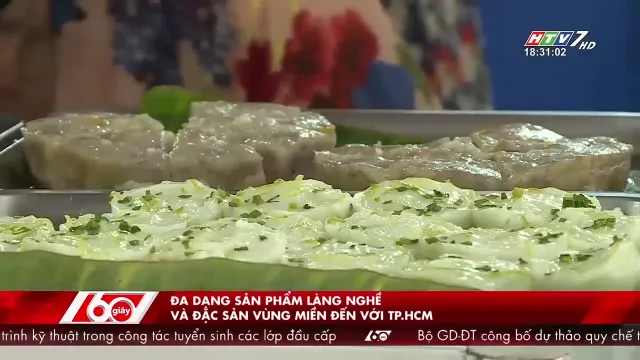 HTV7 HD
18:31:02
60 giây
ĐA DẠNG SẢN PHẨM LÀNG NGHỀ
VÀ ĐẶC SẢN VÙNG MIỀN ĐẾN VỚI TP.HCM
trình kỹ thuật trong công tác tuyển sinh các lớp đầu cấp
Bộ GD-ĐT công bố dự thảo quy chế